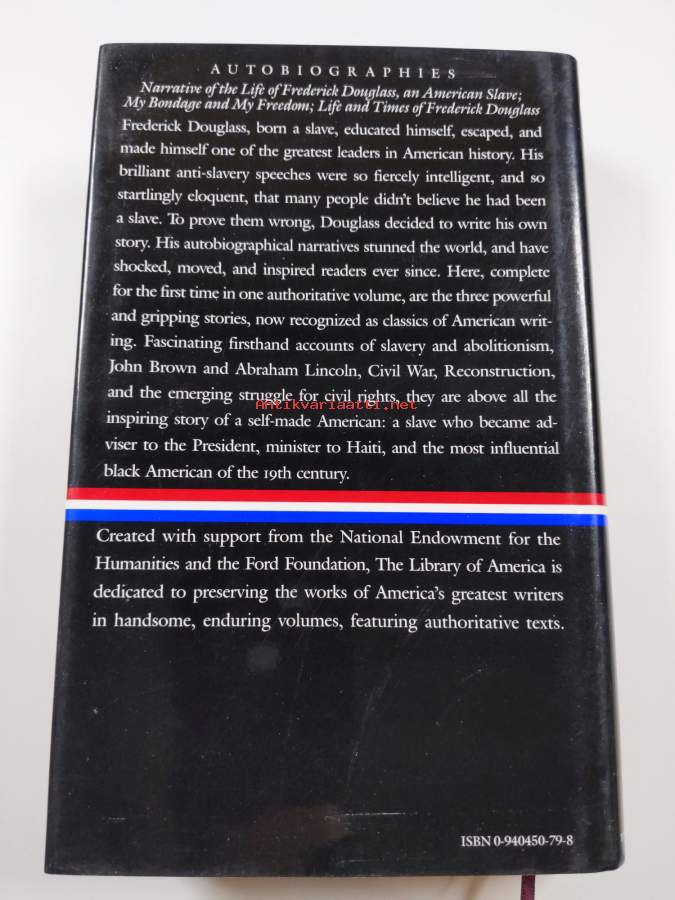 AUTOBIOGRAPHIES
Narrative of the Life of Frederick Douglass, an American Slave;
My Bondage and My Freedom; Life and Times of Frederick Douglass
Frederick Douglass, born a slave, educated himself, escaped, and
made himself one of the greatest leaders in American history. His
brilliant anti-slavery speeches were so fiercely intelligent, and so
startlingly eloquent, that many people didn't believe he had been
a slave. To prove them wrong, Douglass decided to write his own
story. His autobiographical narratives stunned the world, and have
shocked, moved, and inspired readers ever since. Here, complete
for the first time in one authoritative volume, are the three powerful
and gripping stories, now recognized as classics of American writ-
ing. Fascinating firsthand accounts of slavery and abolitionism,
John Brown and Abraham Lincoln, Civil War, Reconstruction,
and the emerging struggle for civil rights, they are above all the
Antikvariaatti.net
inspiring story of a self-made American: a slave who became ad-
viser to the President, minister to Haiti, and the most influential
black American of the 19th century.
Created with support from the National Endowment for the
Humanities and the Ford Foundation, The Library of America is
dedicated to preserving the works of America's greatest writers
in handsome, enduring volumes, featuring authoritative texts.
ISBN 0-940450-79-8